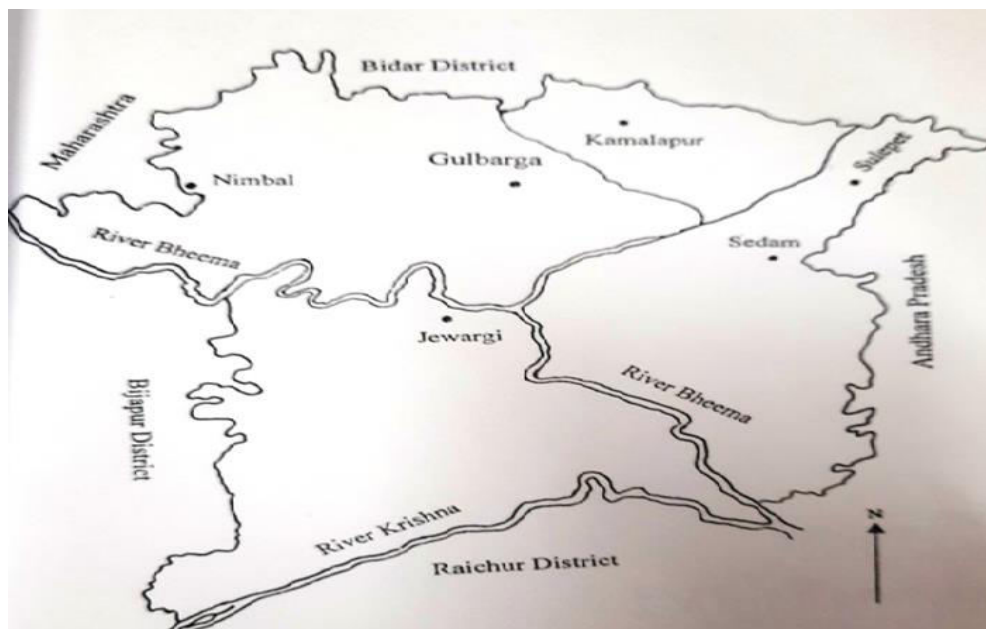 Bidar District
Maharashtra
Kamalapur
Gulbarga
Sulepet
Nimbal
River Bheema
Sedam
Andhara Pradesh
Jewargi
River Bheema
Bijapur District
River Krishna
N
Raichur District